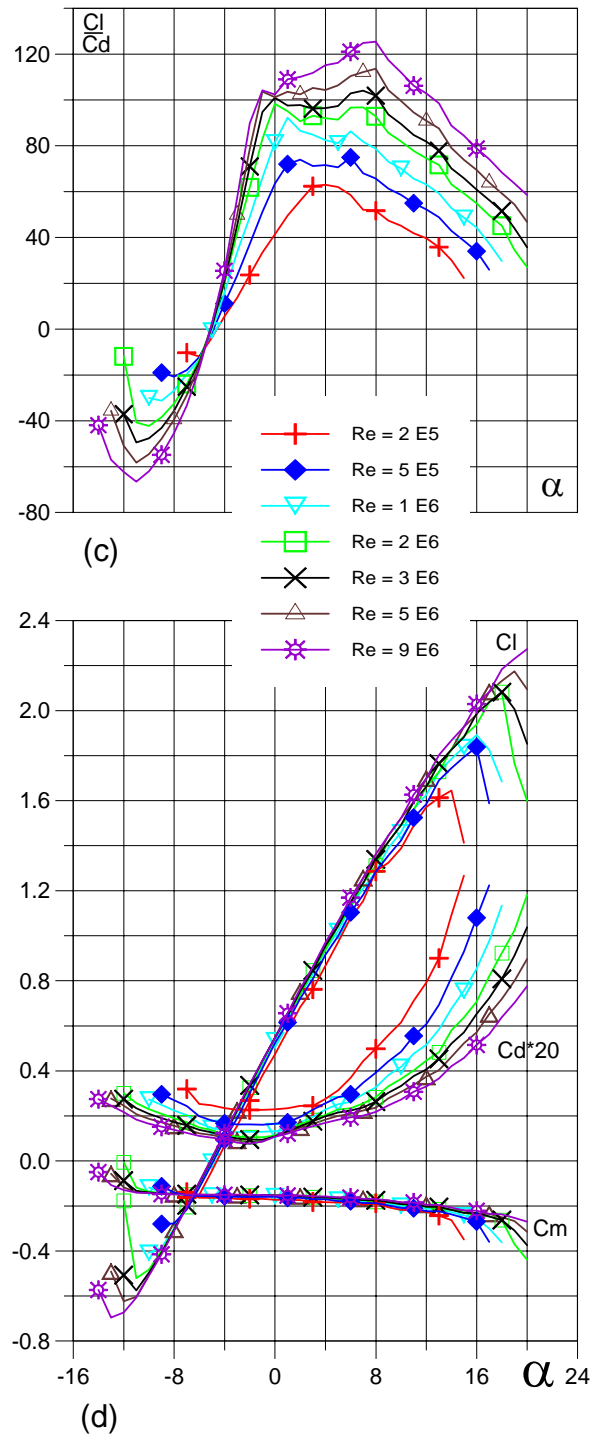 Cl
Cd
120
80
40
0
-40
-80
α
(c)
Re = 2 E5
Re = 5 E5
Re = 1 E6
Re = 2 E6
Re = 3 E6
Re = 5 E6
Re = 9 E6
2.4
Cl
2.0
1.6
1.2
0.8
Cd*20
0.4
0.0
Cm
-0.4
-0.8
-16 -8 0 8 16 24
α
(d)